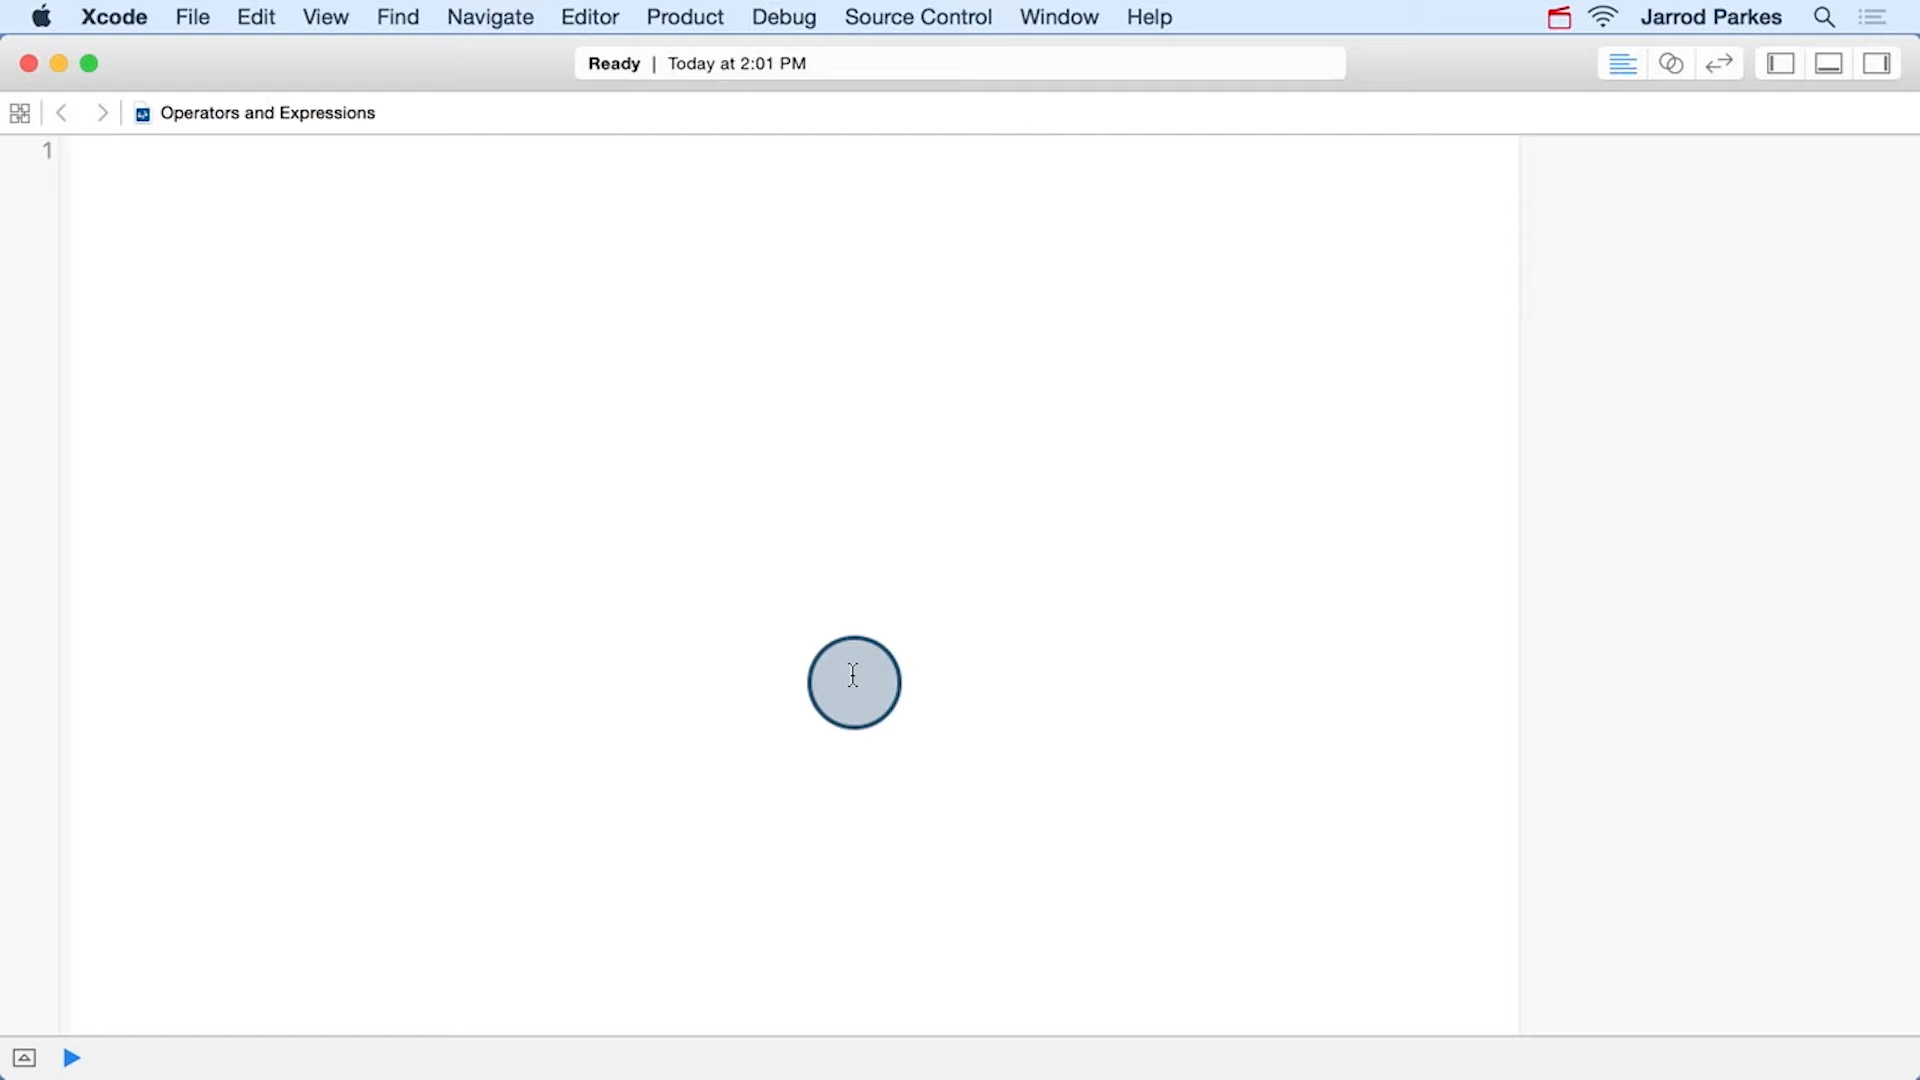 Xcode File Edit View Find Navigate Editor Product Debug Source Control Window Help Jarrod Parkes
Ready | Today at 2:01 PM
Operators and Expressions
1